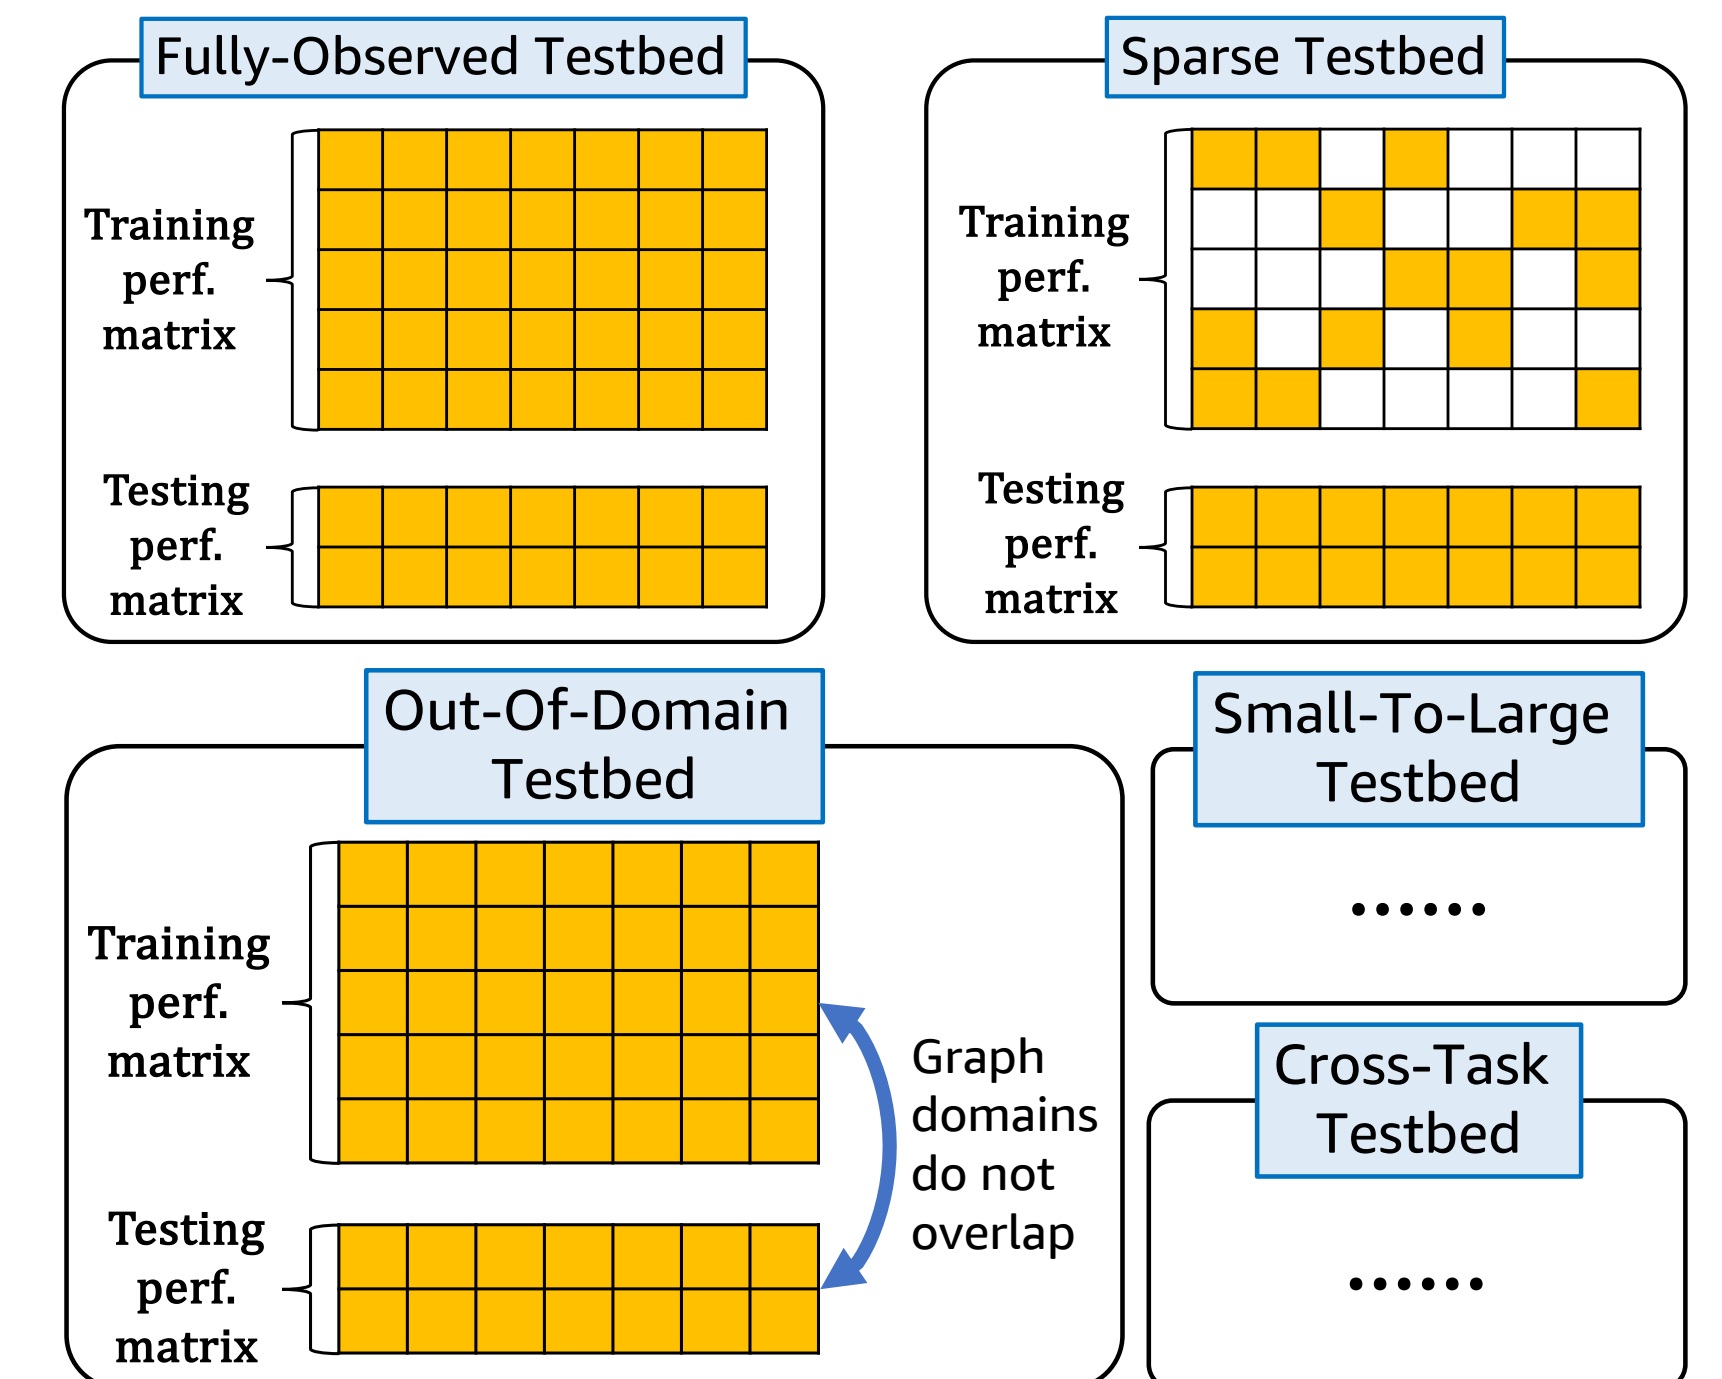 Fully-Observed Testbed
Training
perf.
matrix
Testing
perf.
matrix
Sparse Testbed
Training
perf.
matrix
Testing
perf.
matrix
Out-Of-Domain
Testbed
Training
perf.
matrix
Testing
perf.
matrix
Graph
domains
do not
overlap
Small-To-Large
Testbed
......
Cross-Task
Testbed
......